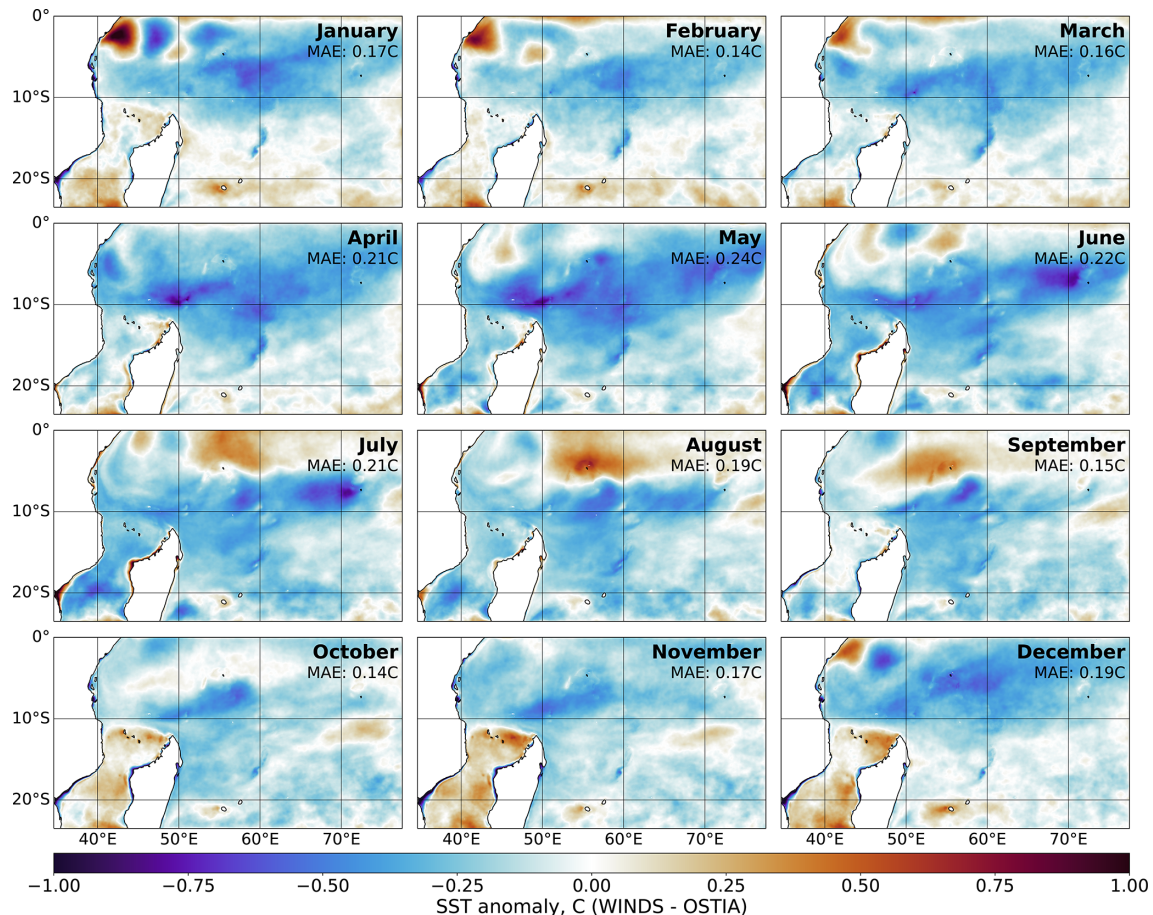 0°
January
MAE: 0.17C
February
MAE: 0.14C
March
MAE: 0.16C
10°S
20°S
0°
April
MAE: 0.21C
May
MAE: 0.24C
June
MAE: 0.22C
10°S
20°S
0°
July
MAE: 0.21C
August
MAE: 0.19C
September
MAE: 0.15C
10°S
20°S
0°
October
MAE: 0.14C
November
MAE: 0.17C
December
MAE: 0.19C
10°S
20°S
40°E 50°E 60°E 70°E 40°E 50°E 60°E 70°E 40°E 50°E 60°E 70°E
−1.00 −0.75 −0.50 −0.25 0.00 0.25 0.50 0.75 1.00
SST anomaly, C (WINDS - OSTIA)